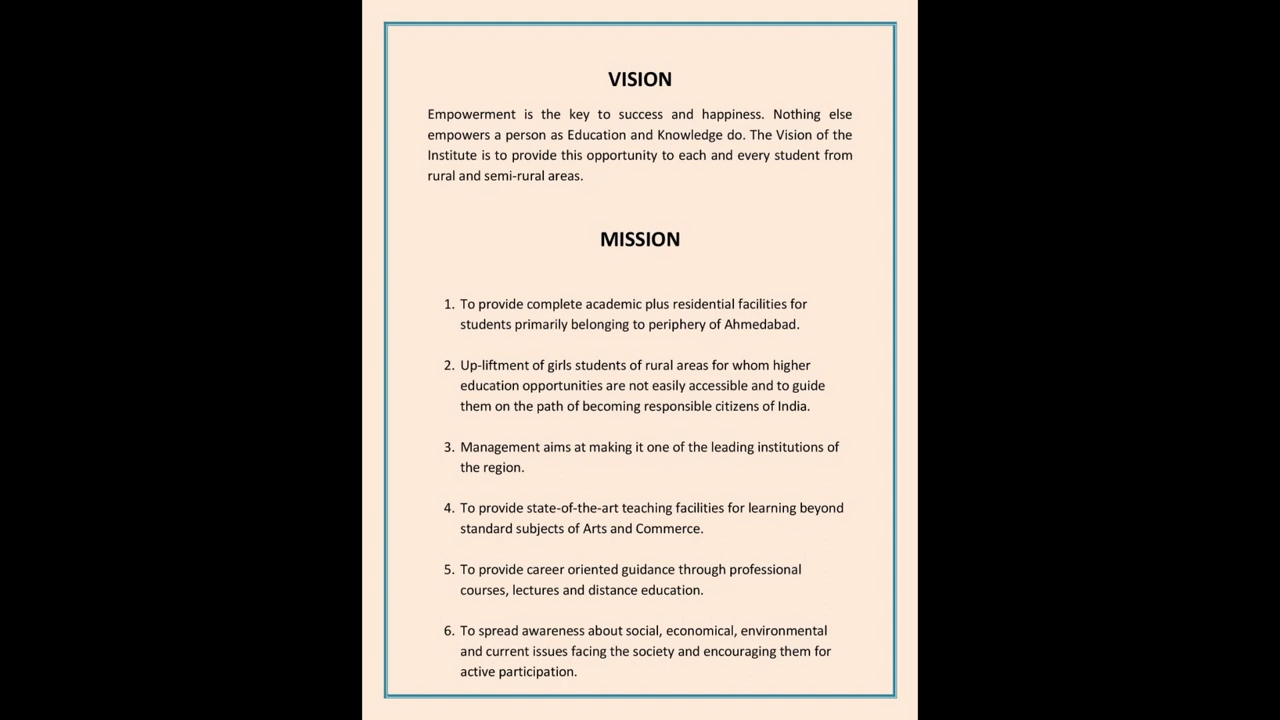 VISION
Empowerment is the key to success and happiness. Nothing else
empowers a person as Education and Knowledge do. The Vision of the
Institute is to provide this opportunity to each and every student from
rural and semi-rural areas.
MISSION
1. To provide complete academic plus residential facilities for
students primarily belonging to periphery of Ahmedabad.
2. Up-liftment of girls students of rural areas for whom higher
education opportunities are not easily accessible and to guide
them on the path of becoming responsible citizens of India.
3. Management aims at making it one of the leading institutions of
the region.
4. To provide state-of-the-art teaching facilities for learning beyond
standard subjects of Arts and Commerce.
5. To provide career oriented guidance through professional
courses, lectures and distance education.
6. To spread awareness about social, economical, environmental
and current issues facing the society and encouraging them for
active participation.